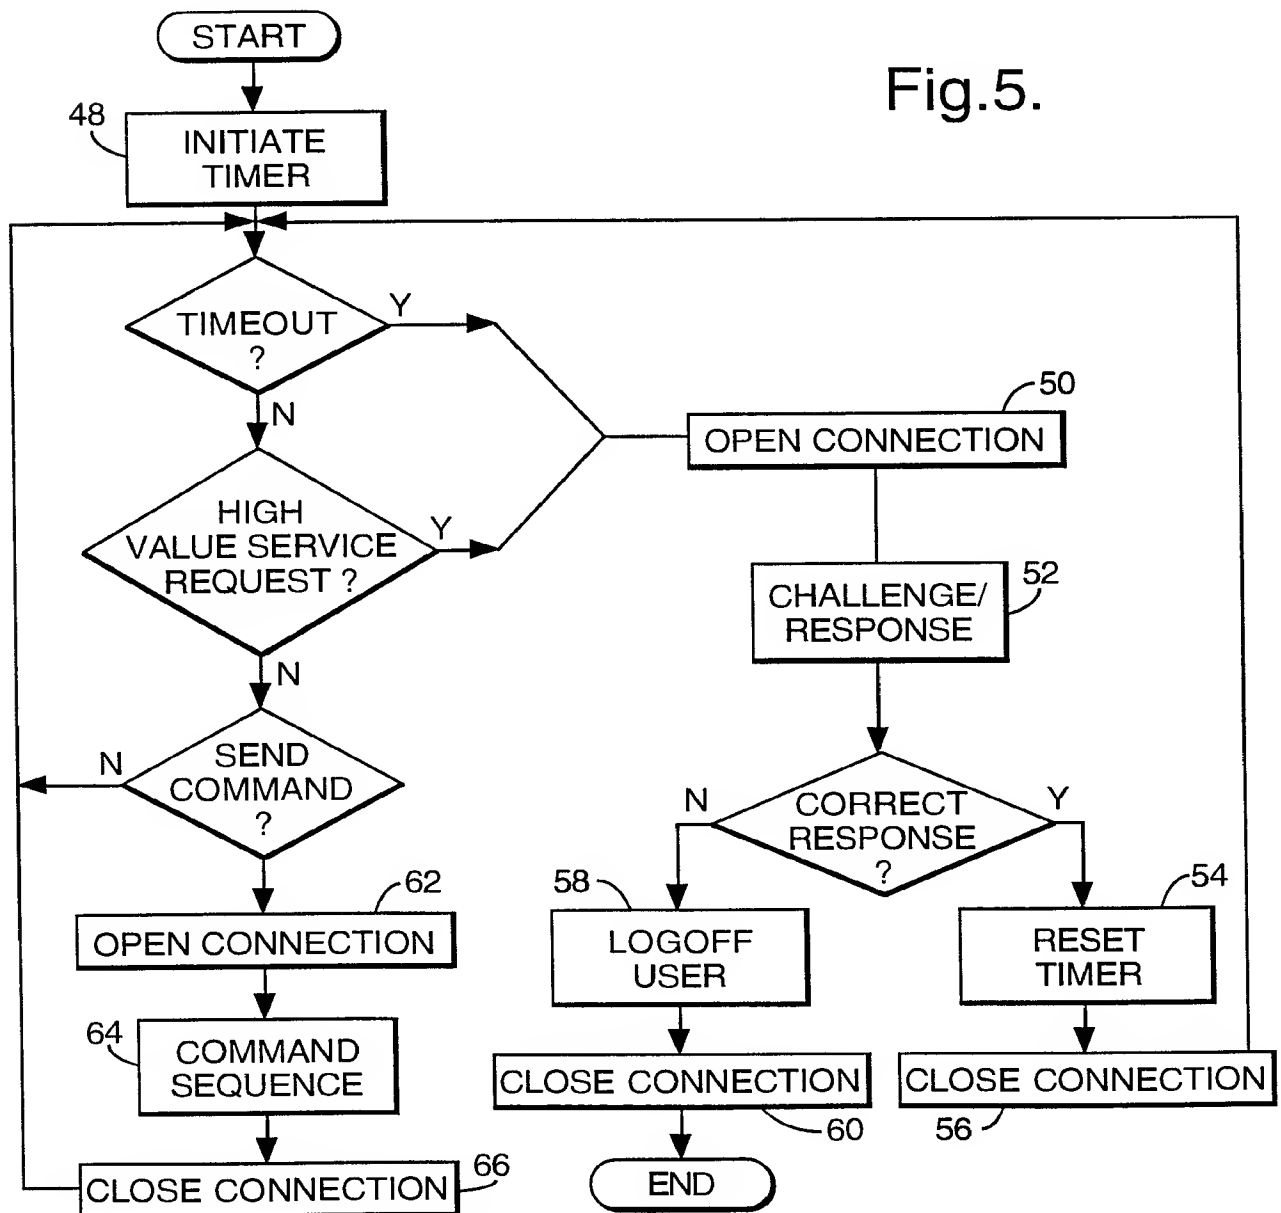 START
Fig.5.
48
INITIATE
TIMER
TIMEOUT
?
Y
N
HIGH
VALUE SERVICE
REQUEST ?
Y
N
SEND
COMMAND
?
N
62
OPEN CONNECTION
64
COMMAND
SEQUENCE
66
CLOSE CONNECTION
50
OPEN CONNECTION
52
CHALLENGE/
RESPONSE
CORRECT
RESPONSE
?
N
Y
58
LOGOFF
USER
CLOSE CONNECTION
60
END
54
RESET
TIMER
CLOSE CONNECTION
56